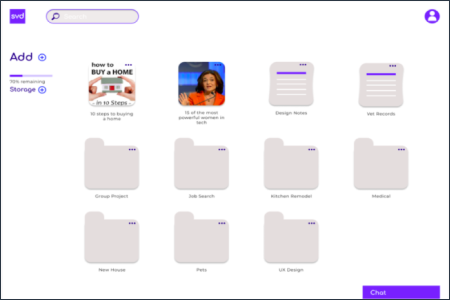 svd
Search
Add
70% remaining
Storage
how to
BUY a HOME
in 10 Steps
10 steps to buying
a home
15 of the most
powerful women in
tech
Design Notes
Vet Records
Group Project
Job Search
Kitchen Remodel
Medical
New House
Pets
UX Design
Chat